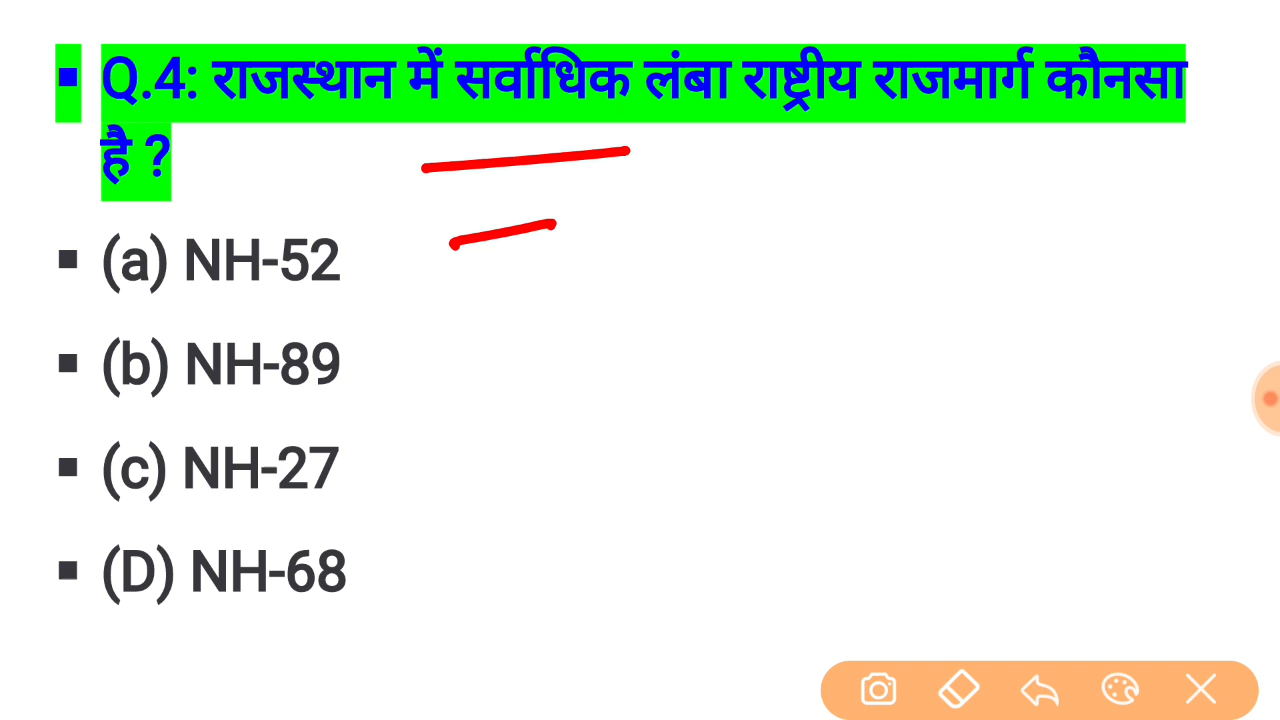 ▪ Q.4: राजस्थान में सर्वाधिक लंबा राष्ट्रीय राजमार्ग कौनसा
है ?
▪ (a) NH-52
▪ (b) NH-89
▪ (c) NH-27
▪ (D) NH-68